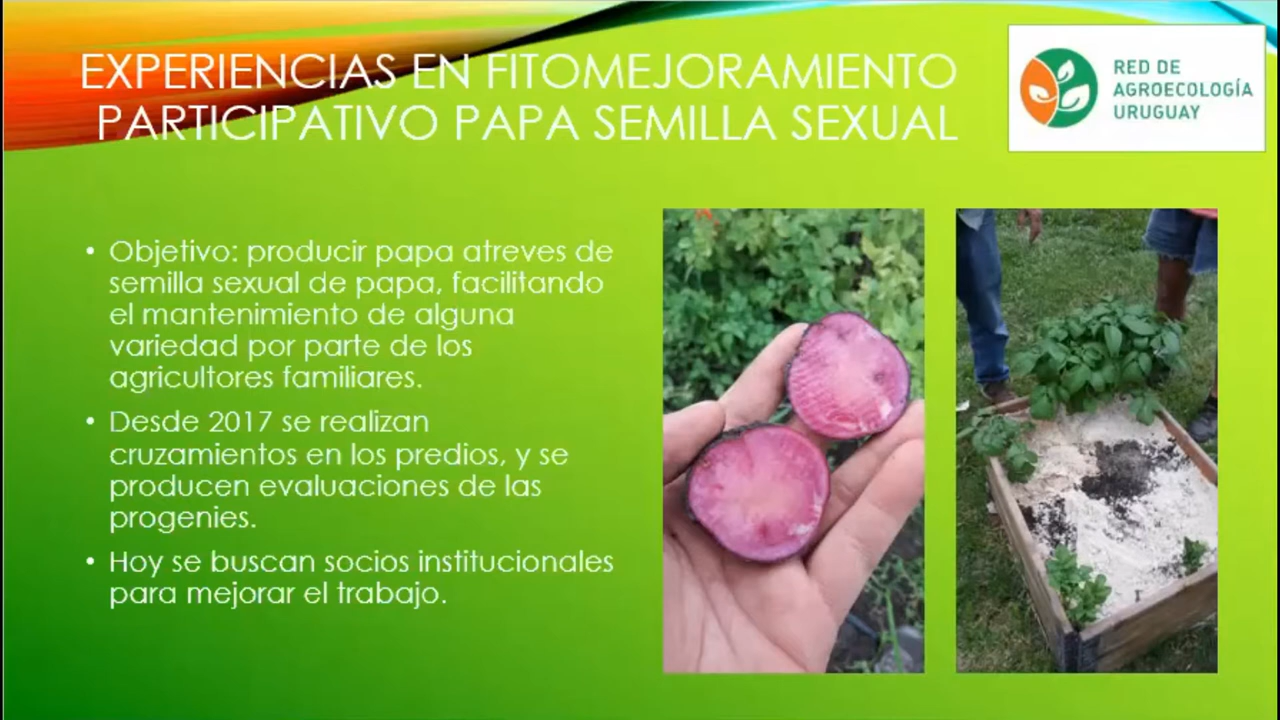 EXPERIENCIAS EN FITOMEJORAMIENTO
PARTICIPATIVO PAPA SEMILLA SEXUAL
RED DE
AGROECOLOGÍA
URUGUAY
• Objetivo: producir papa atreves de
semilla sexual de papa, facilitando
el mantenimiento de alguna
variedad por parte de los
agricultores familiares.
• Desde 2017 se realizan
cruzamientos en los predios, y se
producen evaluaciones de las
progenies.
• Hoy se buscan socios institucionales
para mejorar el trabajo.